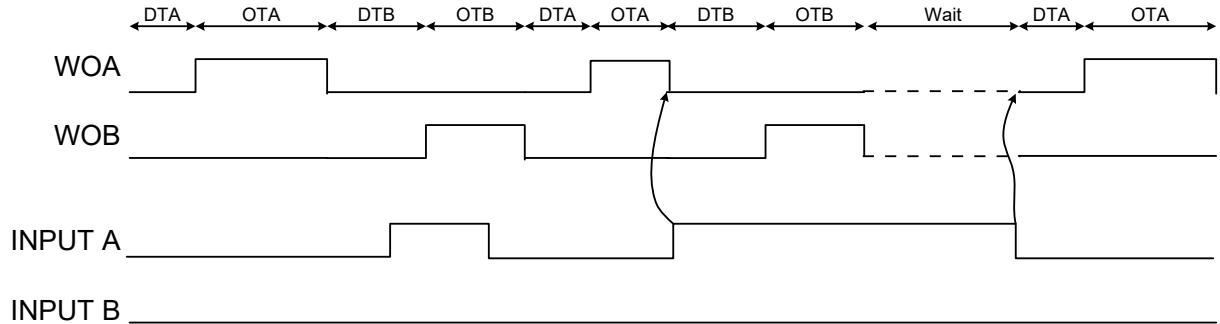 DTA OTA DTB OTB DTA OTA DTB OTB Wait DTA OTA
WOA
WOB
INPUT A
INPUT B